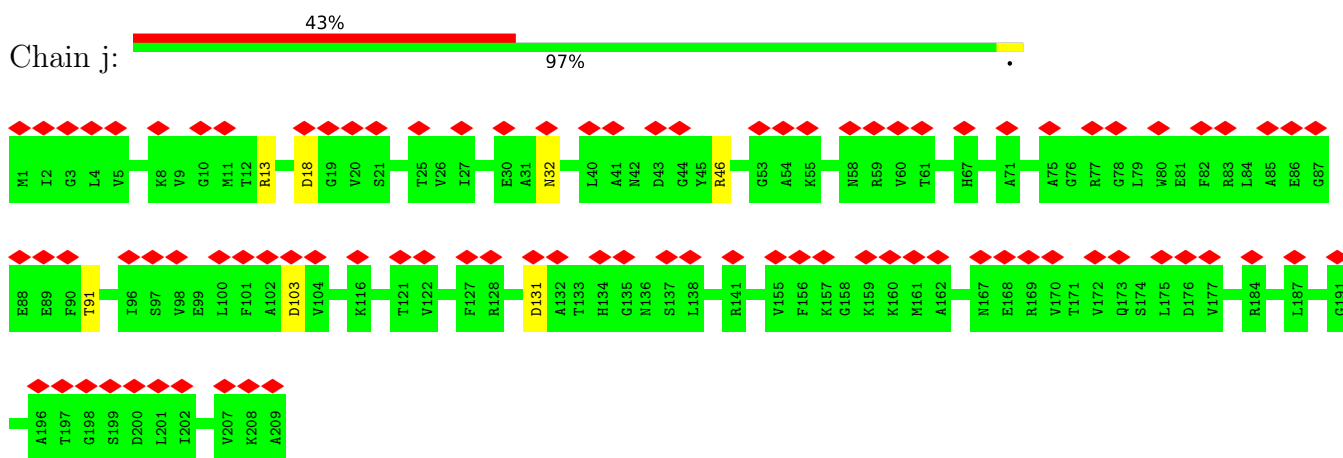 43%
Chain j:
97%
•
M1 I2 G3 L4 V5 K8 V9 G10 M11 T12 R13 D18 G19 V20 S21 T25 V26 I27 E30 A31 N32 L40 A41 N42 D43 G44 Y45 R46 G53 A54 K55 N58 R59 V60 T61 H67 A71 A75 G76 R77 G78 L79 W80 E81 F82 R83 L84 A85 E86 G87
E88 E89 F90 T91 I96 S97 V98 E99 L100 F101 A102 D103 V104 K116 T121 V122 F127 R128 D131 A132 T133 H134 G135 N136 S137 L138 R141 V155 F156 K157 G158 K159 K160 M161 A162 N167 E168 R169 V170 T171 V172 Q173 S174 L175 D176 V177 R184 L187 G191
A196 T197 G198 S199 D200 L201 I202 V207 K208 A209